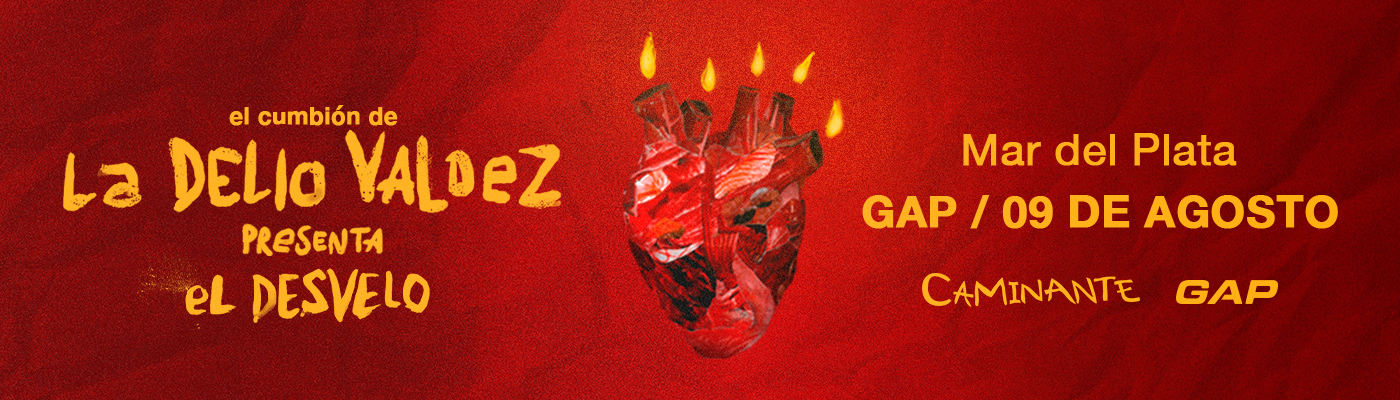 el cumbión de
La DELIO VALDeZ
PReSENTA
eL DESVELO
Mar del Plata
GAP / 09 DE AGOSTO
CAMINANTE GAP